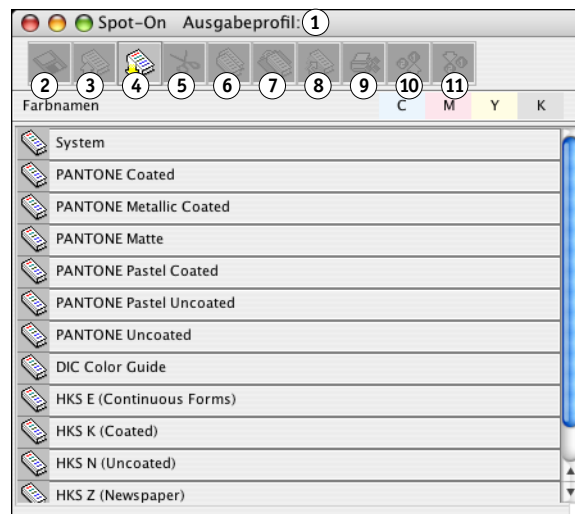 Spot-On Ausgabeprofil: 1
2 3 4 5 6 7 8 9 10 11
Farbnamen C M Y K
System
PANTONE Coated
PANTONE Metallic Coated
PANTONE Matte
PANTONE Pastel Coated
PANTONE Pastel Uncoated
PANTONE Uncoated
DIC Color Guide
HKS E (Continuous Forms)
HKS K (Coated)
HKS N (Uncoated)
HKS Z (Newspaper)